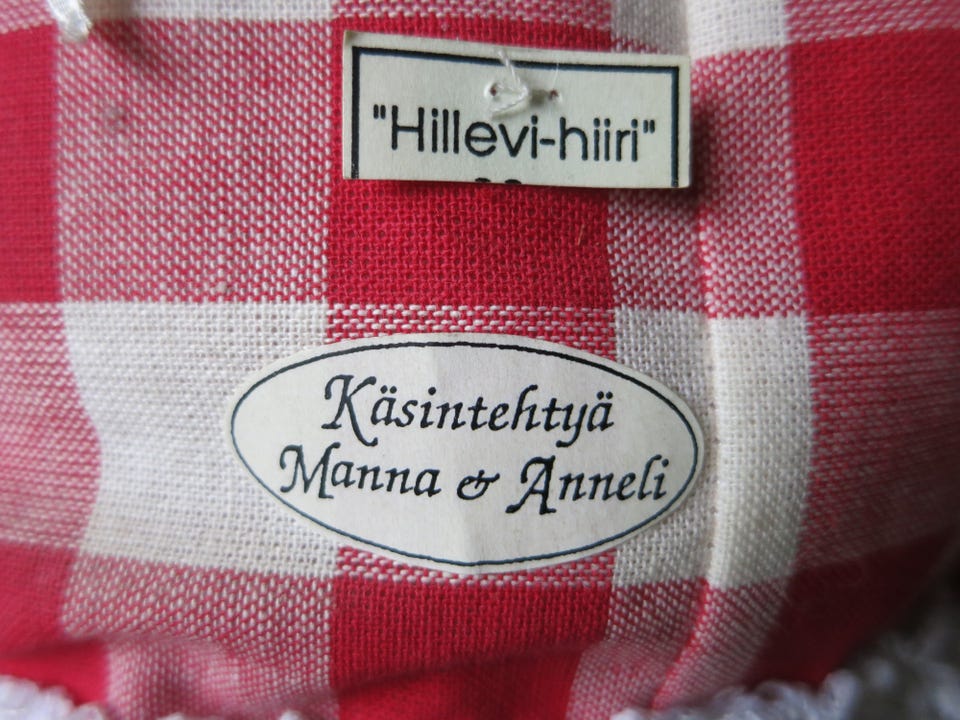 "Hillevi-hiiri"
Käsintehtyä
Manna & Anneli